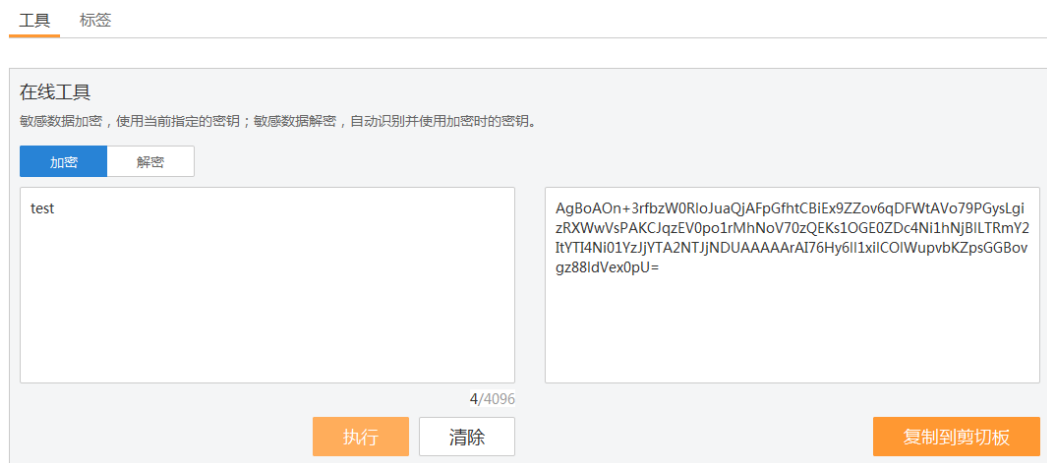 工具 标签
在线工具
敏感数据加密，使用当前指定的密钥；敏感数据解密，自动识别并使用加密时的密钥。
加密 解密
test
AgBoAOn+3rfbzW0RIoJuaQjAFpGfhtCBiEx9ZZov6qDFWtAVo79PGysLgi
zRXWwVsPAKCJqzEV0po1rMhNoV70zQEKs1OGE0ZDc4Ni1hNjBlLTRmY2
ItYTI4Ni01YzJjYTA2NTJjNDUAAAAArAI76Hy6Il1xiICOlWupvbKZpsGGBov
gz88IdVex0pU=
4/4096
执行 清除 复制到剪切板